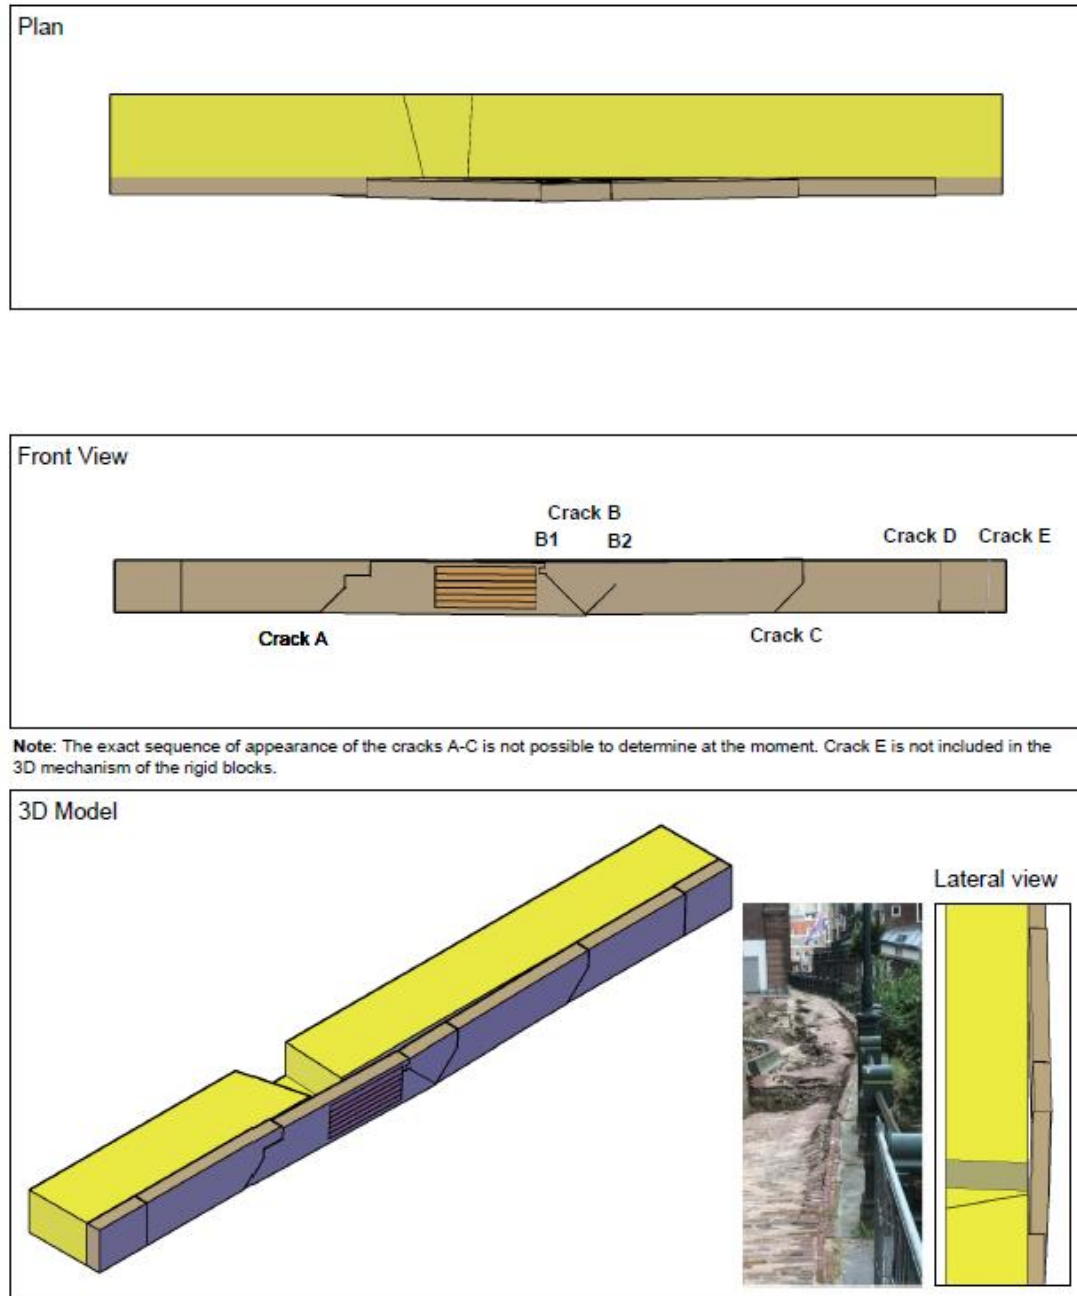 Plan
Front View
Crack B
B1 B2
Crack D Crack E
Crack A
Crack C
Note: The exact sequence of appearance of the cracks A-C is not possible to determine at the moment. Crack E is not included in the
3D mechanism of the rigid blocks.
3D Model
Lateral view